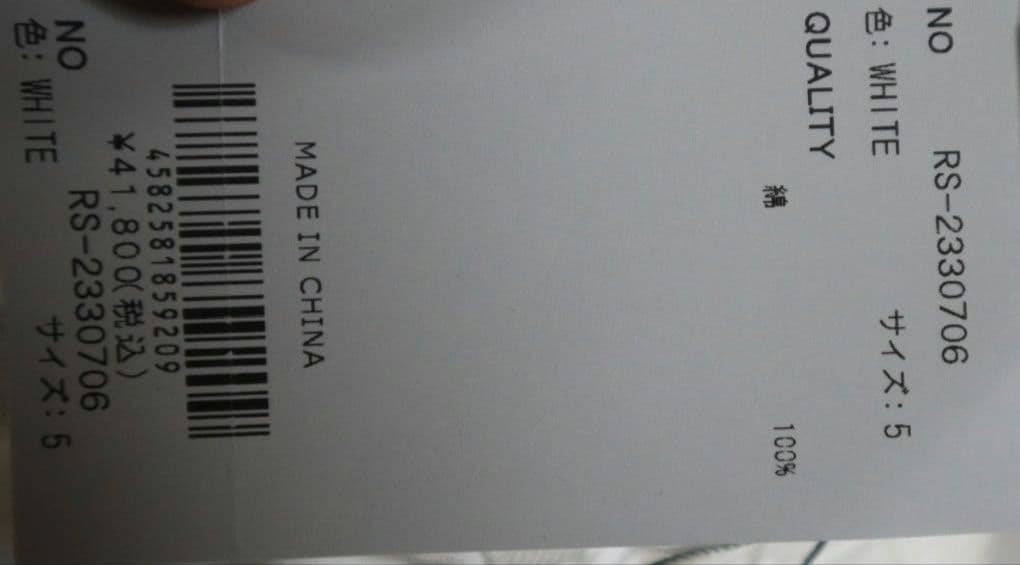 NO RS-2330706
色: WHITE サイズ: 5
QUALITY
綿 100%
MADE IN CHINA
4582581859209
¥41,800(税込)
NO RS-2330706
色: WHITE サイズ: 5